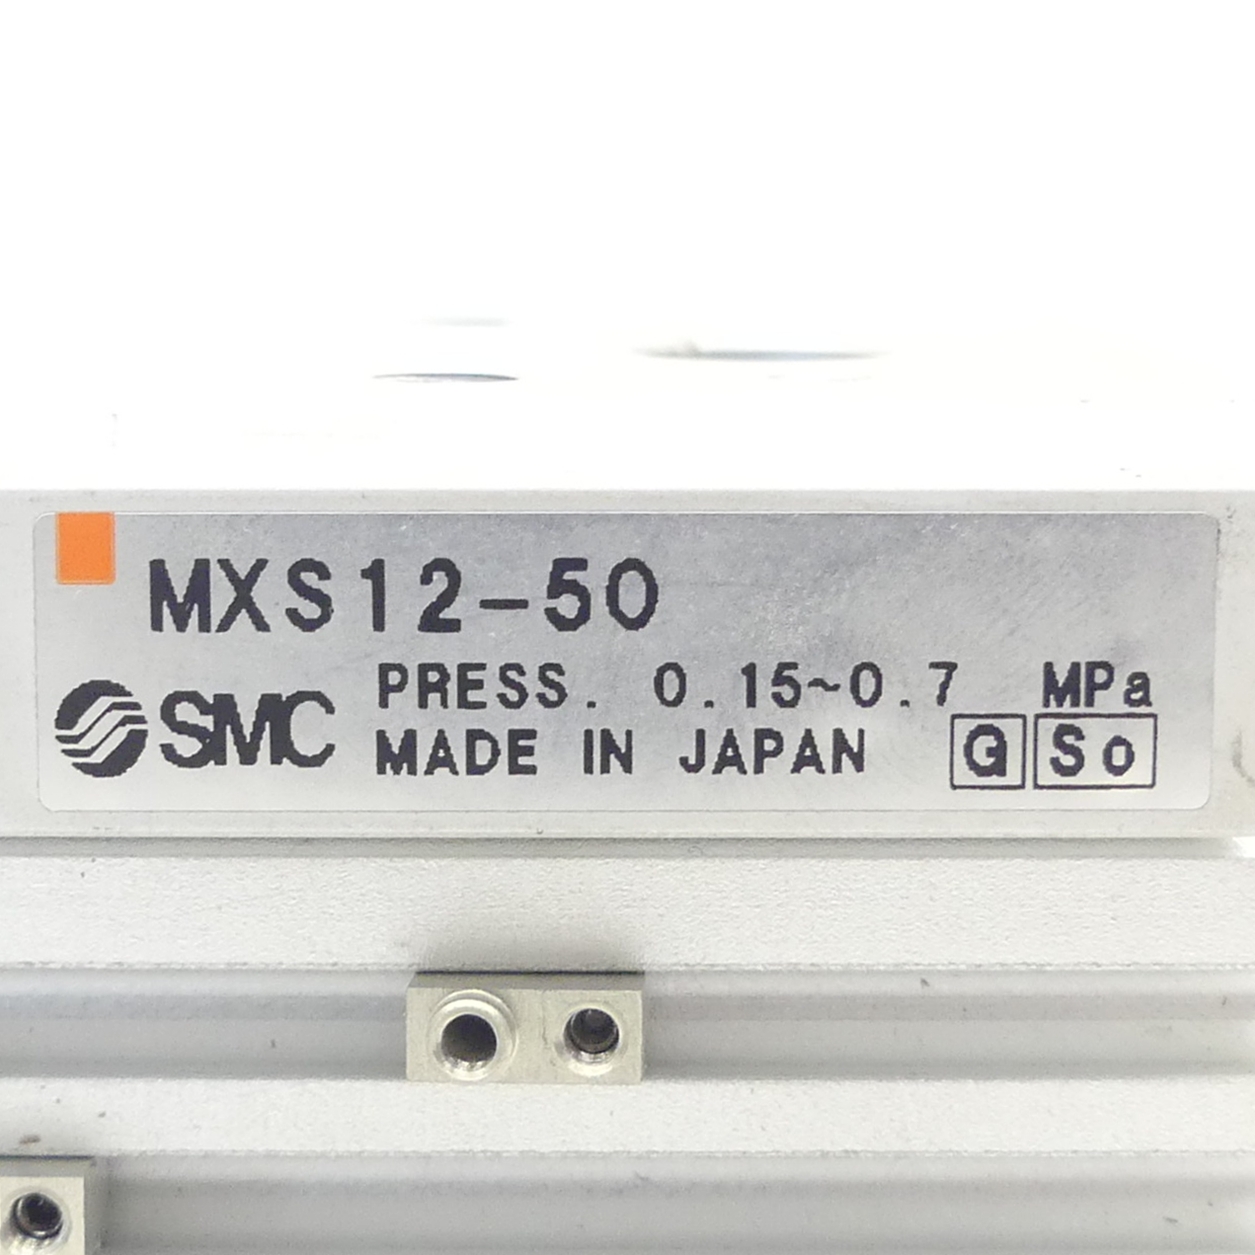 MXS12-50
SMC
PRESS. 0.15~0.7 MPa
MADE IN JAPAN
G So